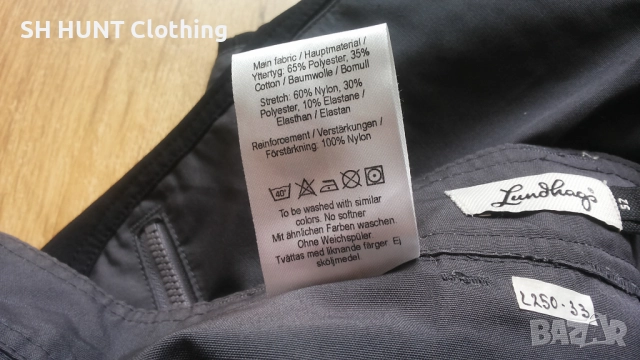 SH HUNT Clothing
Main fabric / Hauptmaterial /
Yttertyg: 65% Polyester, 35%
Cotton / Baumwolle / Bomull
Stretch: 60% Nylon, 30%
Polyester, 10% Elastane /
Elasthan / Elastan
Reinforcement / Verstärkungen /
Förstärkning: 100% Nylon
40°
To be washed with similar
colors. No softner
Mit ähnlichen Farben waschen.
Ohne Weichspüler.
Tvättas med liknande färger Ej
sköljmedel
Lundhags
52
L250-33
BAZAR